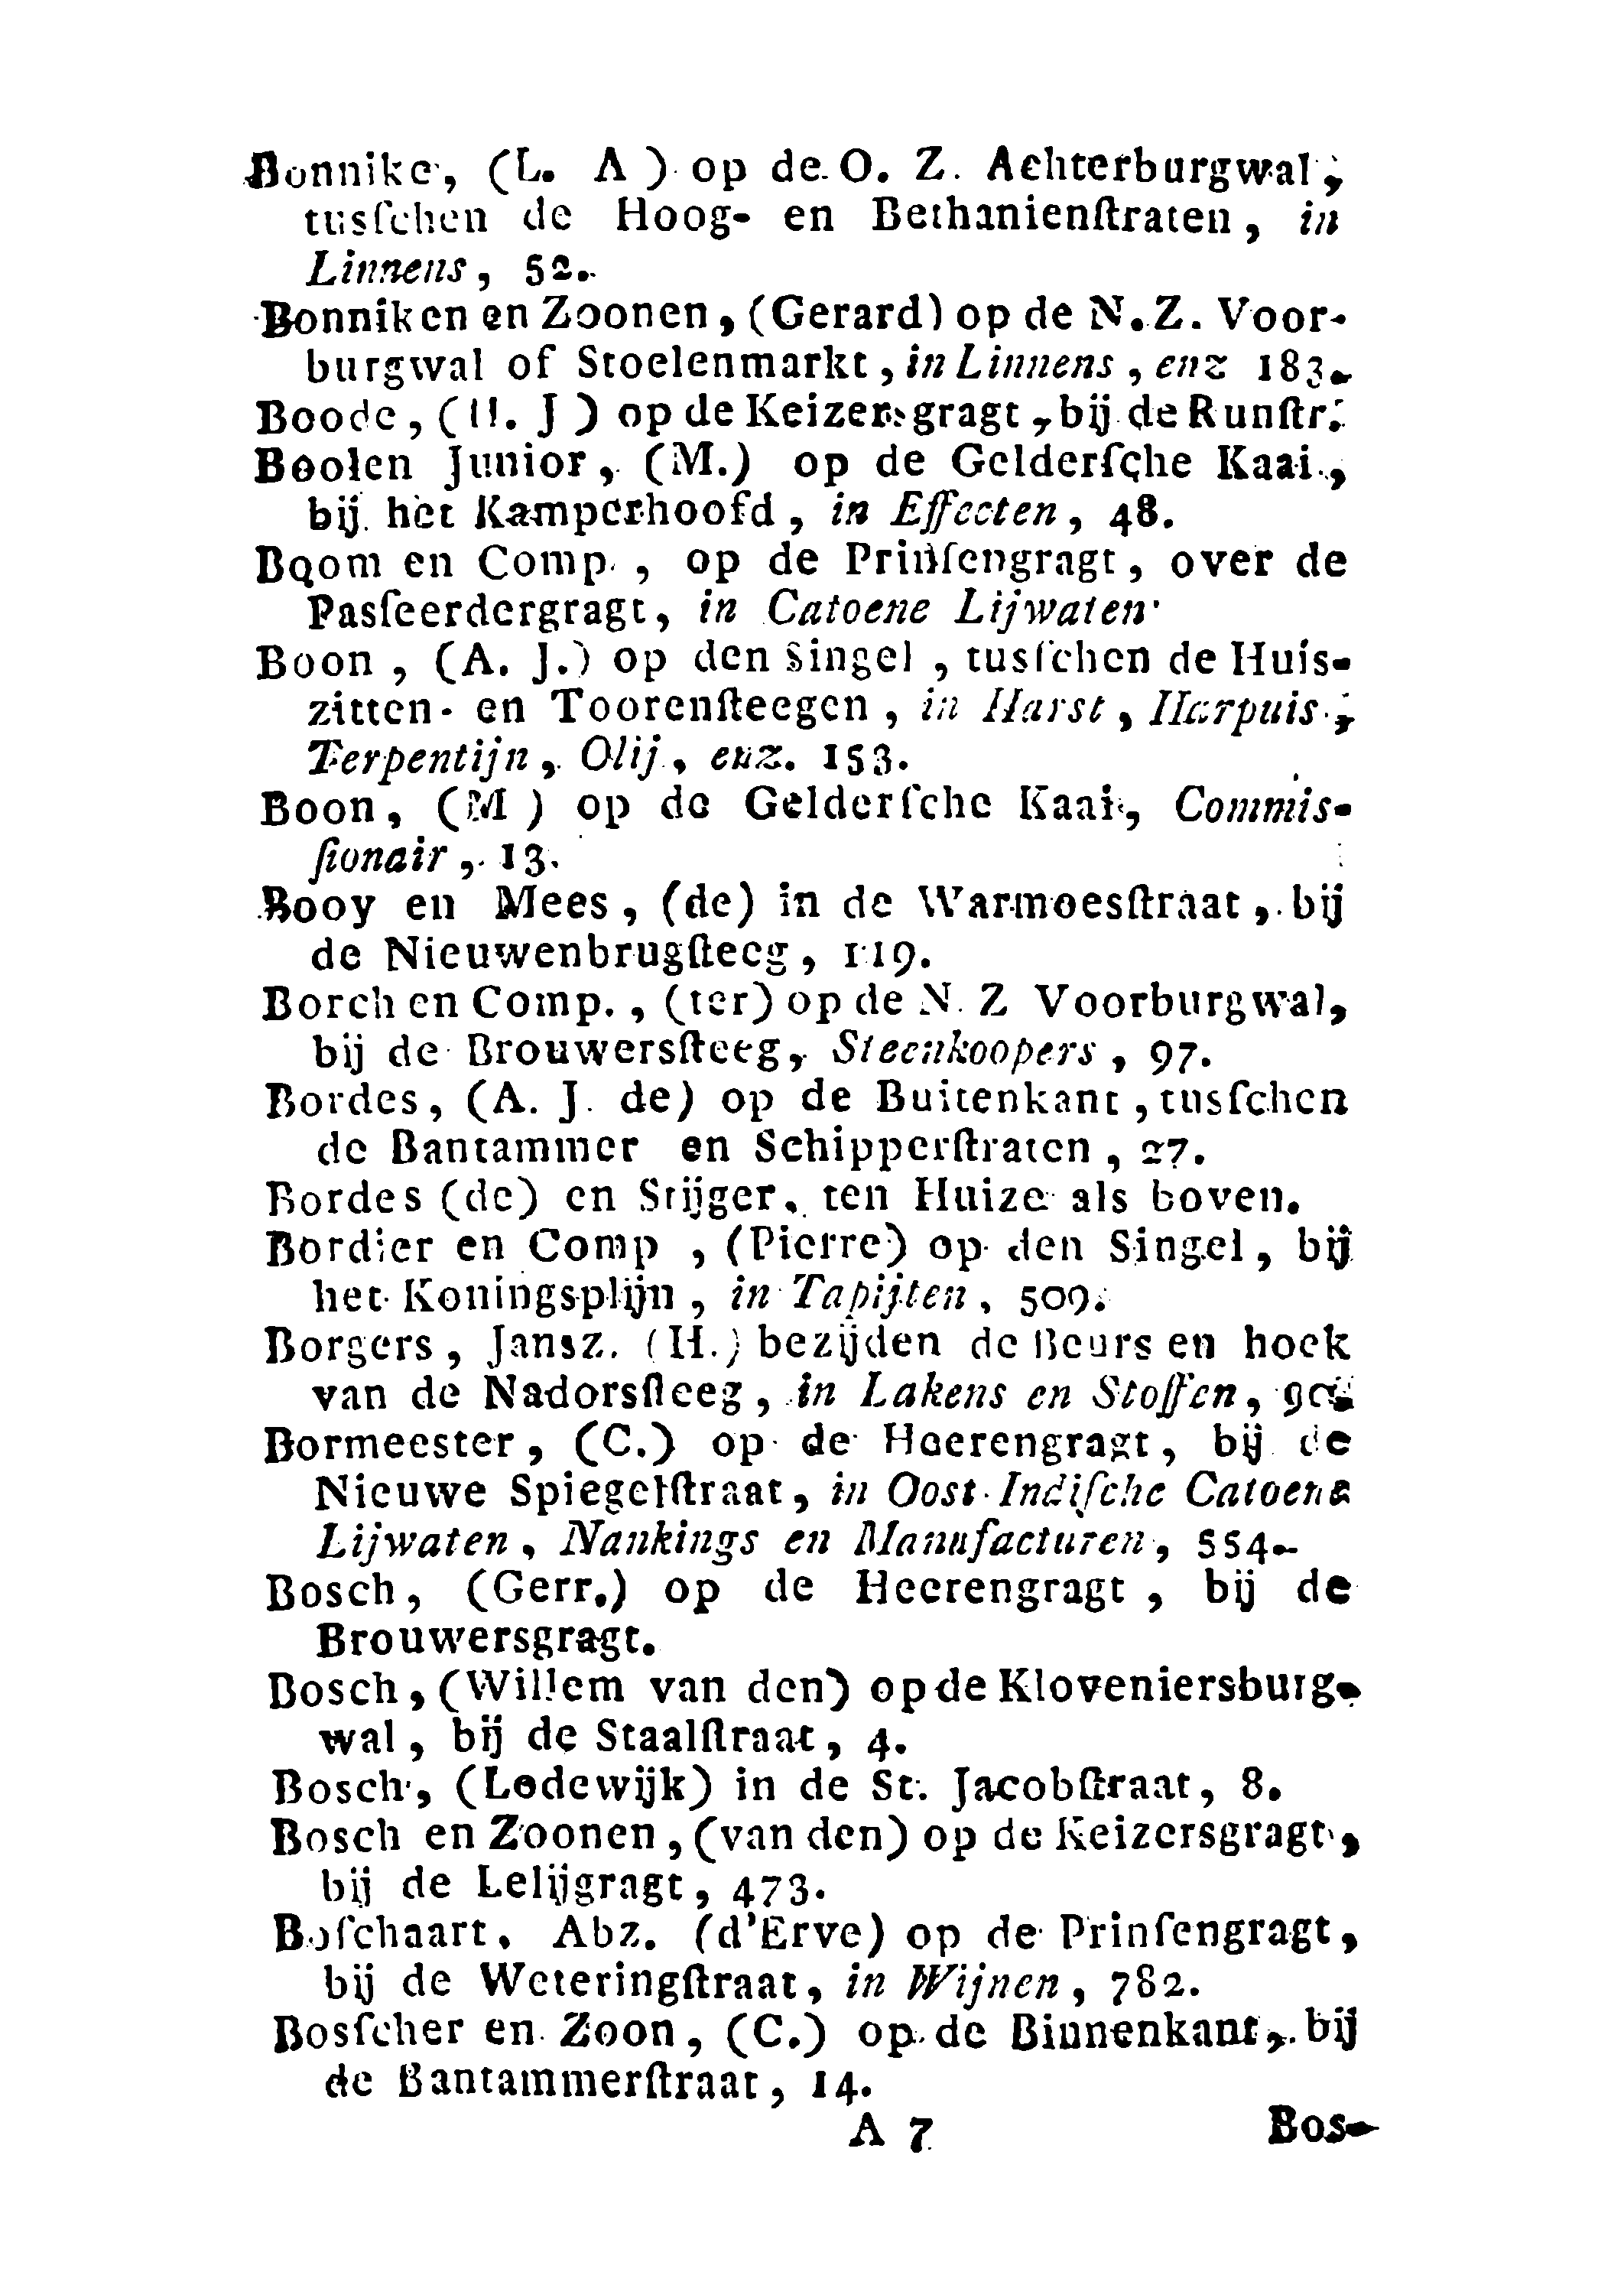 Bonnike, (L. A ) op de O. Z. Achterburgwal,
tusſchen de Hoog- en Bethanienſtraten, in
Linnens, 52.
Bonniken en Zoonen, (Gerard) op de N. Z. Voor-
burgwal of Stoelenmarkt, in Linnens, enz 183.
Boode, (H. J ) op de Keizersgragt, bij de Runſtr.
Boolen Junior, (M.) op de Gelderſche Kaai,
bij het Kamperhoofd, in Effecten, 48.
Boom en Comp., op de Prinſengragt, over de
Pasſeerdergragt, in Catoene Lijwaten
Boon, (A. J.) op den Singel, tusſchen de Huis-
zitten- en Toorenſteegen, in Harst, Harpuis,
Terpentijn, Olij, enz. 153.
Boon, (M ) op de Gelderſche Kaai, Commis-
ſionair, 13.
Booy en Mees, (de) in de Warmoesſtraat, bij
de Nieuwenbrugſteeg, 119.
Borch en Comp., (ter) op de N. Z Voorburgwal,
bij de Brouwersſteeg, Steenkoopers, 97.
Bordes, (A. J. de) op de Buitenkant, tusſchen
de Bantammer en Schipperſtraten, 27.
Bordes (de) en Stijger, ten Huize als boven.
Bordier en Comp, (Pierre) op den Singel, bij
het Koningsplijn, in Tapijten, 509.
Borgers, Jansz. (H.) bezijden de Beurs en hoek
van de Nadorsſteeg, in Lakens en Stoffen,
Bormeester, (C.) op de Heerengragt, bij de
Nieuwe Spiegelſtraat, in Oost-Indiſche Catoene
Lijwaten, Nankings en Manufacturen, 554.
Bosch, (Gerr.) op de Heerengragt, bij de
Brouwersgragt.
Bosch, (Willem van den) op de Kloveniersburg-
wal, bij de Staalſtraat, 4.
Bosch, (Lodewijk) in de St. Jacobſtraat, 8.
Bosch en Zoonen, (van den) op de Keizersgragt,
bij de Lelijgragt, 473.
Boſchaart, Abz. (d'Erve) op de Prinſengragt,
bij de Weteringſtraat, in Wijnen, 782.
Bosſcher en Zoon, (C.) op de Binnenkant, bij
de Bantammerſtraat, 14.
A 7 Bos-